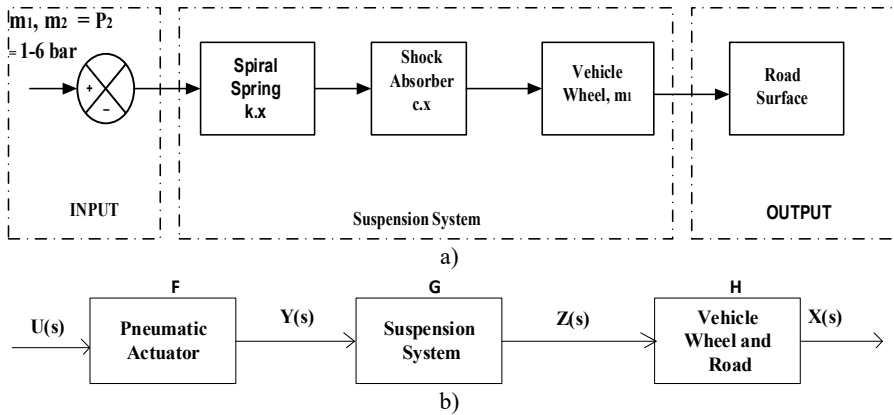 m1, m2 = P2
= 1-6 bar
+
−
Spiral
Spring
k.x
Shock
Absorber
c.x
Vehicle
Wheel, m1
Road
Surface
INPUT
Suspension System
OUTPUT
a)
F
G
H
U(s)
Pneumatic
Actuator
Y(s)
Suspension
System
Z(s)
Vehicle
Wheel and
Road
X(s)
b)